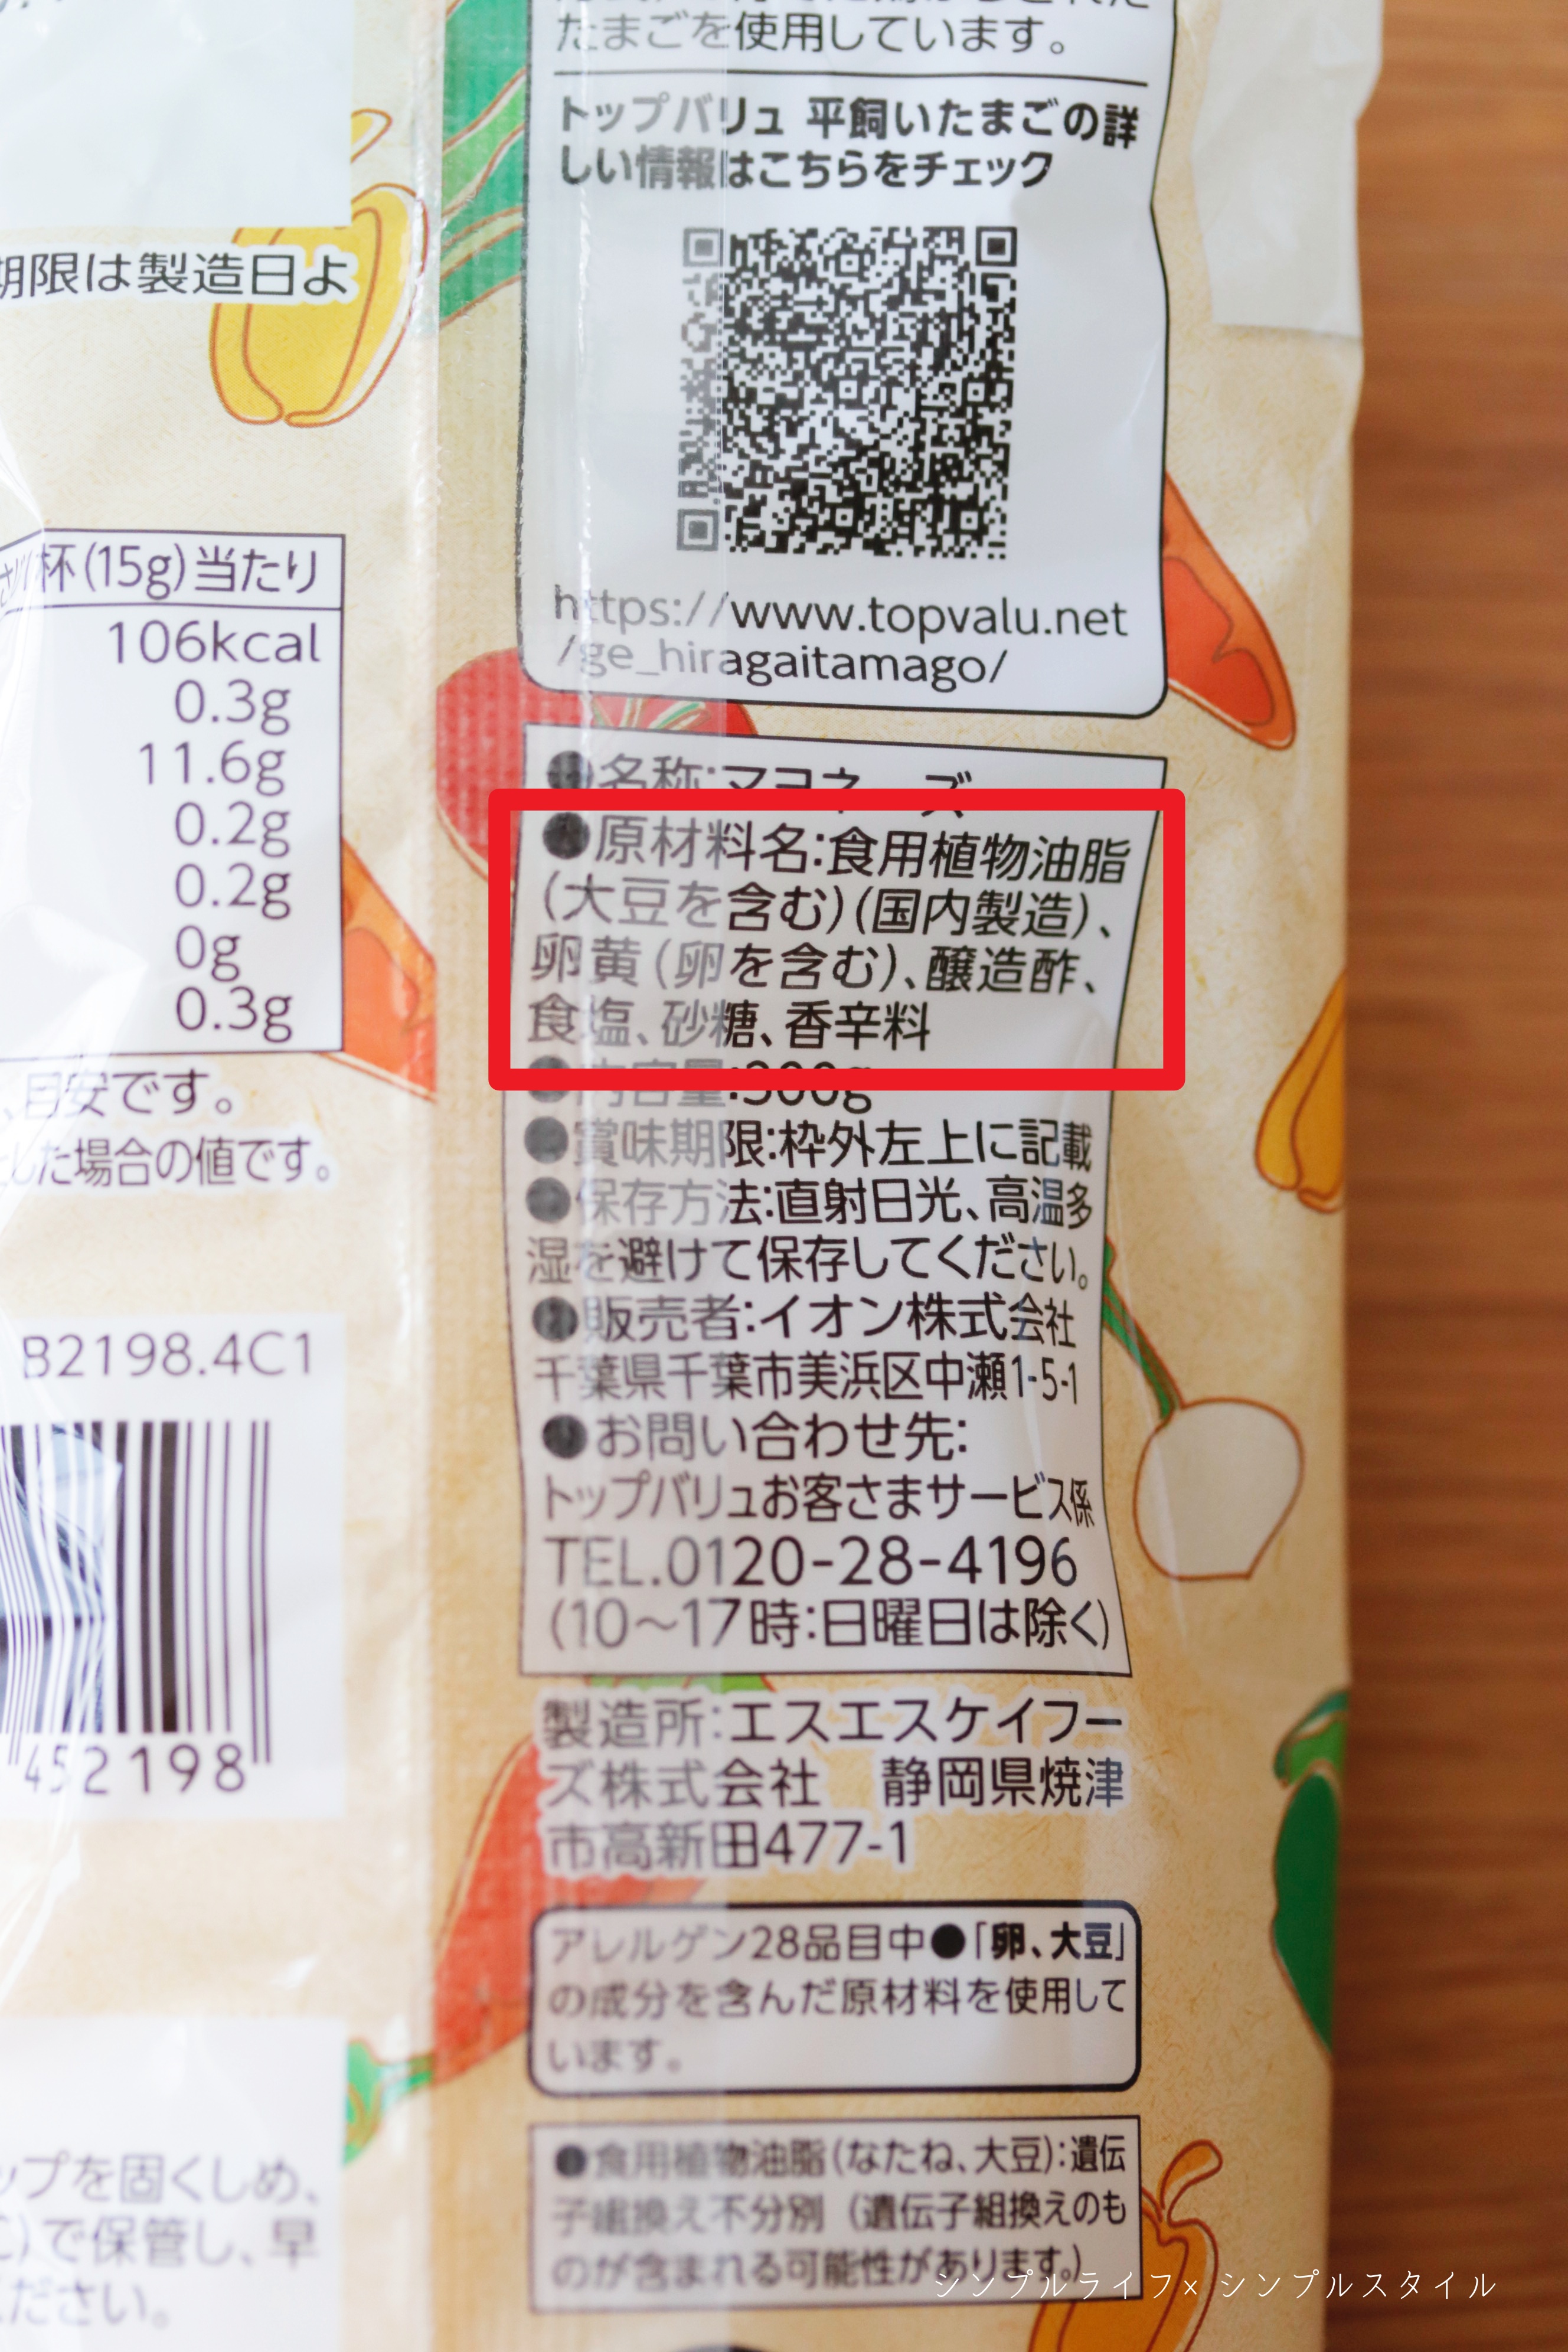 期限は製造日よ
杯(15g)当たり
106kcal
0.3g
11.6g
0.2g
0.2g
0g
0.3g
、目安です。
した場合の値です。
B2198.4C1
452198
ップを固くしめ、
で保管し、早
ください。
たまごを使用しています。
トップバリュ 平飼いたまごの詳
しい情報はこちらをチェック
https://www.topvalu.net
/ge_hiragaitamago/
●名称:マヨネーズ
●原材料名:食用植物油脂
(大豆を含む)(国内製造)、
卵黄(卵を含む)、醸造酢、
食塩、砂糖、香辛料
●内容量:300g
●賞味期限:枠外左上に記載
●保存方法:直射日光、高温多
湿を避けて保存してください。
●販売者:イオン株式会社
千葉県千葉市美浜区中瀬1-5-1
●お問い合わせ先:
トップバリュお客さまサービス係
TEL.0120-28-4196
(10～17時:日曜日は除く)
製造所:エスエスケイフー
ズ株式会社 静岡県焼津
市高新田477-1
アレルゲン28品目中●「卵、大豆」
の成分を含んだ原材料を使用して
います。
●食用植物油脂(なたね、大豆):遺伝
子組換え不分別 (遺伝子組換えのも
のが含まれる可能性があります。)
シンプルライフ×シンプルスタイル